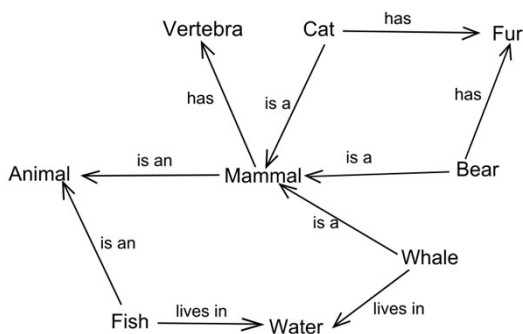 Vertebra
Cat
has
Fur
has
is a
has
Animal
is an
Mammal
is a
Bear
is an
is a
Whale
Fish
lives in
Water
lives in